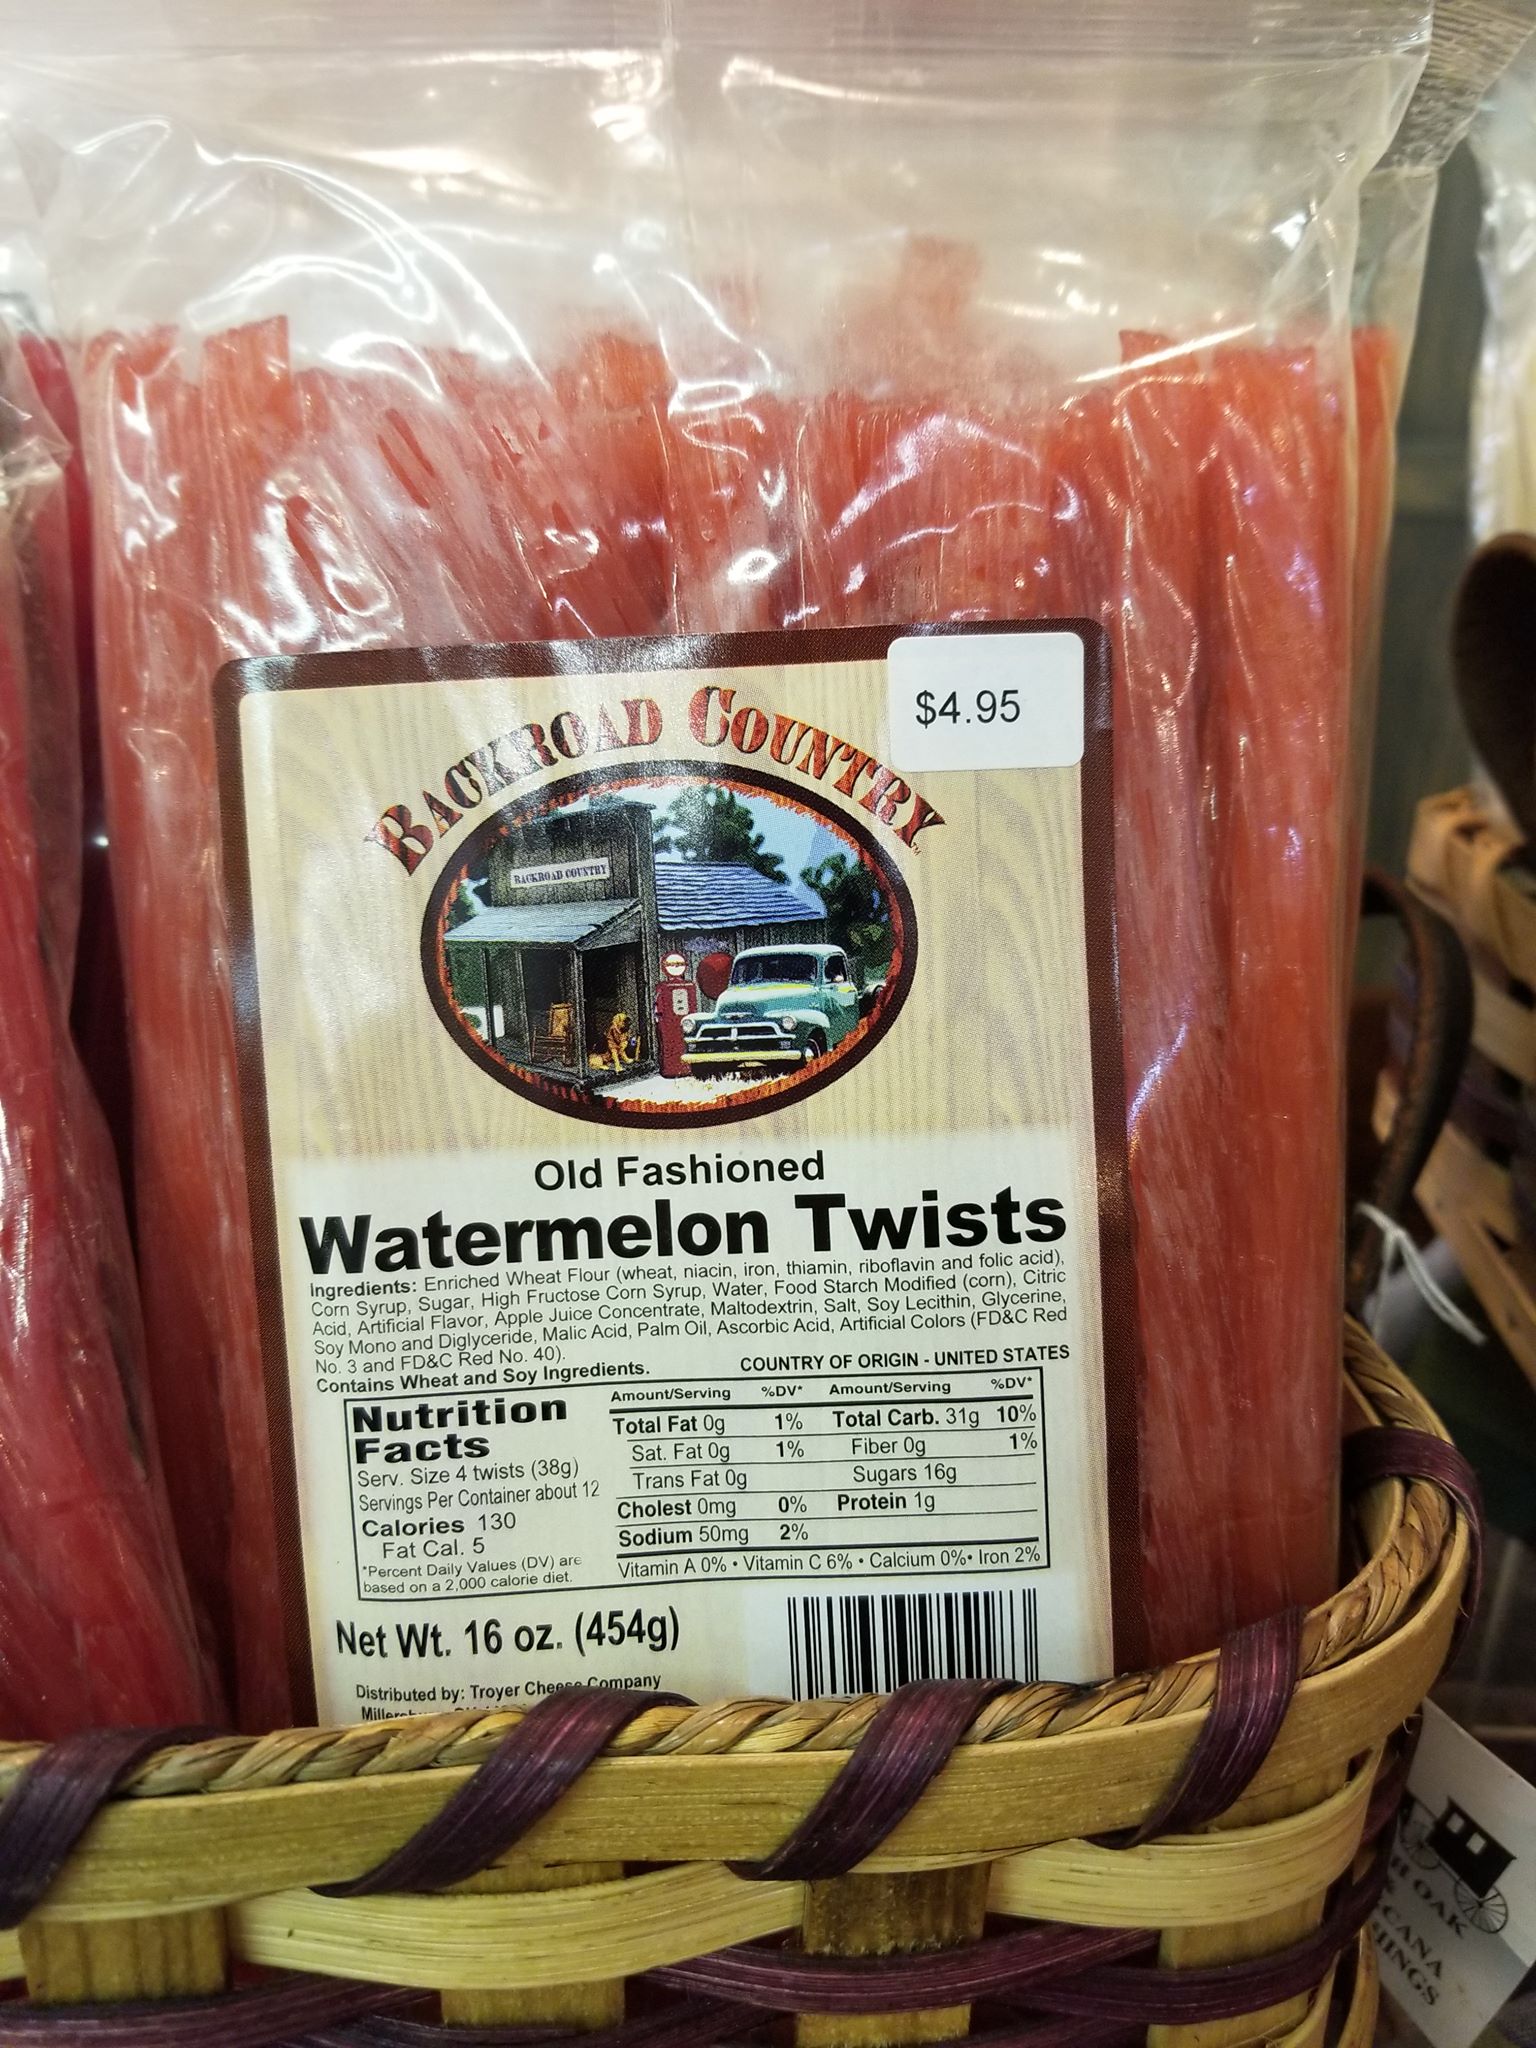 $4.95
BACKROAD COUNTRY™
BACKROAD COUNTRY
Old Fashioned
Watermelon Twists
Ingredients: Enriched Wheat Flour (wheat, niacin, iron, thiamin, riboflavin and folic acid),
Corn Syrup, Sugar, High Fructose Corn Syrup, Water, Food Starch Modified (corn), Citric
Acid, Artificial Flavor, Apple Juice Concentrate, Maltodextrin, Salt, Soy Lecithin, Glycerine,
Soy Mono and Diglyceride, Malic Acid, Palm Oil, Ascorbic Acid, Artificial Colors (FD&C Red
No. 3 and FD&C Red No. 40).
Contains Wheat and Soy Ingredients.
COUNTRY OF ORIGIN - UNITED STATES
Nutrition
Facts
Serv. Size 4 twists (38g)
Servings Per Container about 12
Calories 130
Fat Cal. 5
*Percent Daily Values (DV) are
based on a 2,000 calorie diet.
Amount/Serving %DV* Amount/Serving %DV*
Total Fat 0g 1% Total Carb. 31g 10%
Sat. Fat 0g 1% Fiber 0g 1%
Trans Fat 0g Sugars 16g
Cholest 0mg 0% Protein 1g
Sodium 50mg 2%
Vitamin A 0% • Vitamin C 6% • Calcium 0% • Iron 2%
Net Wt. 16 oz. (454g)
Distributed by: Troyer Cheese Company
OAK